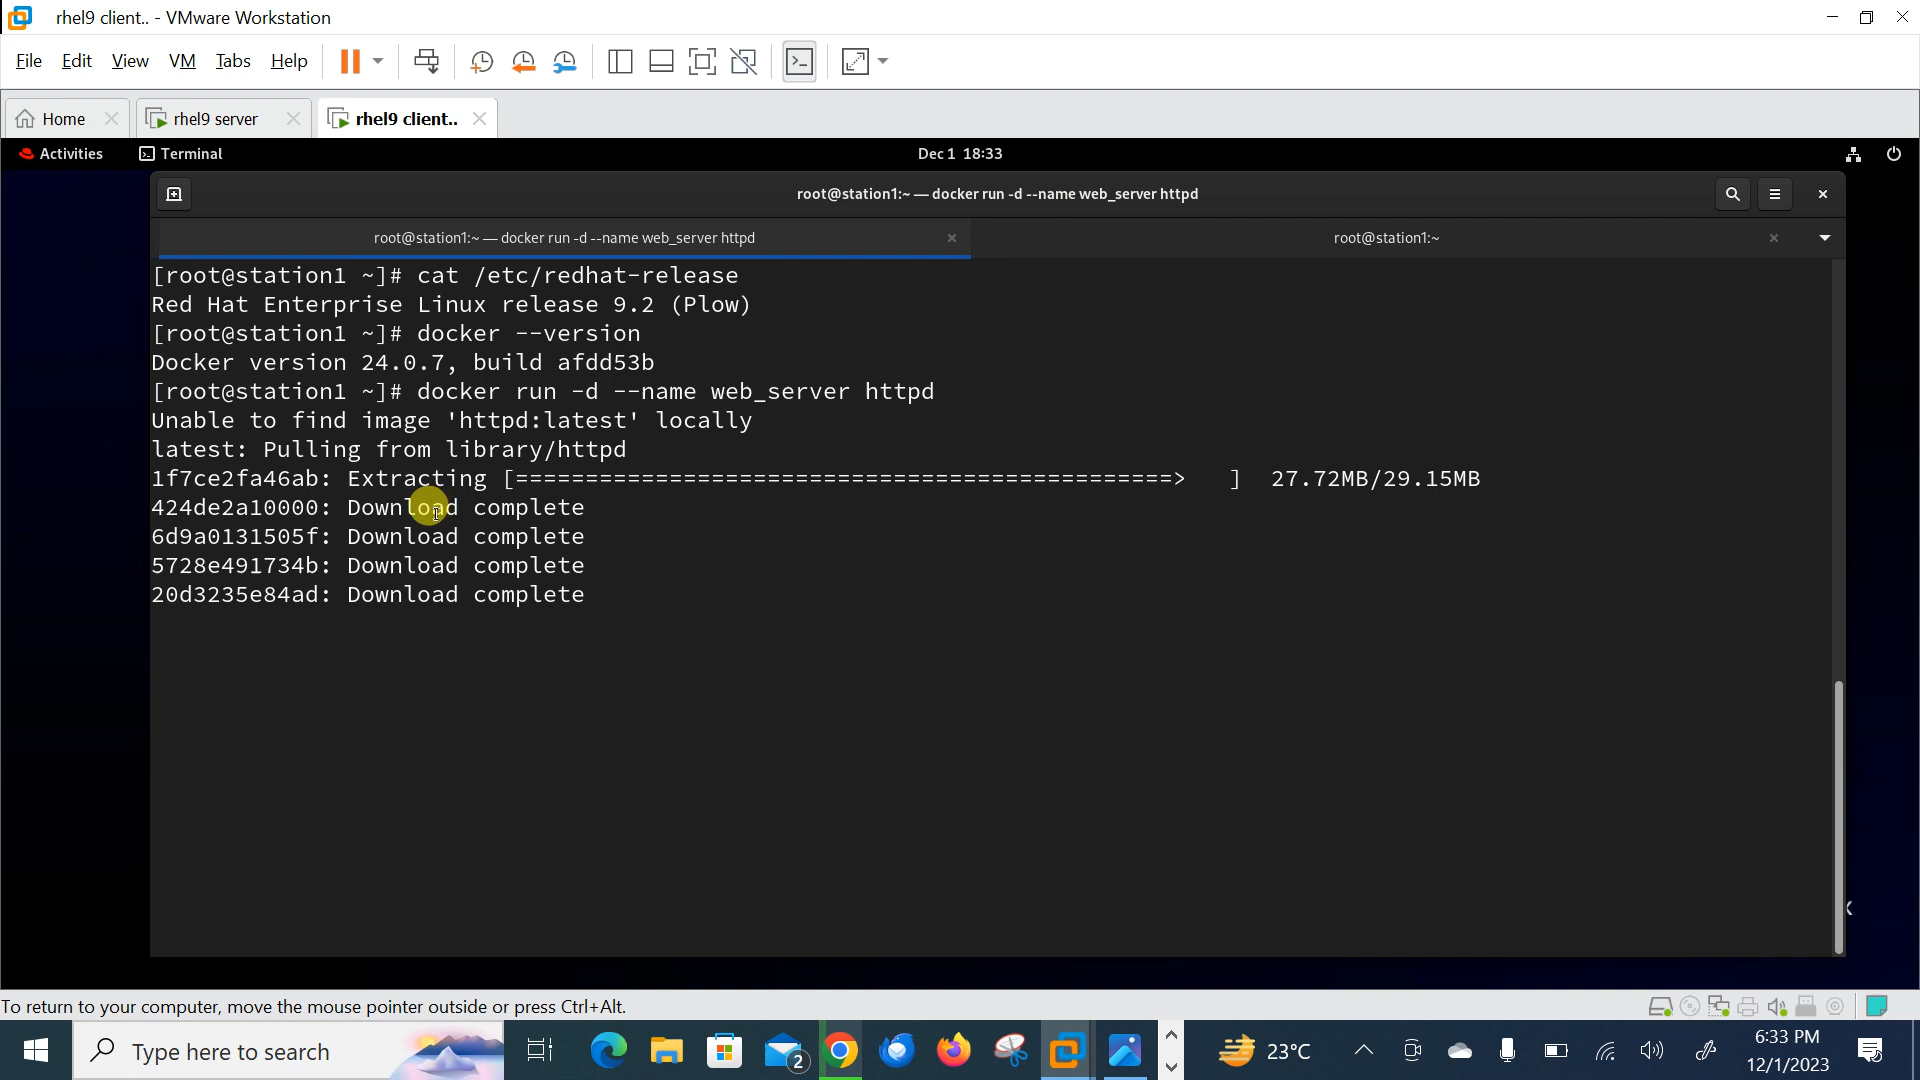 rhel9 client.. - VMware Workstation
File Edit View VM Tabs Help
Home rhel9 server rhel9 client..
Activities Terminal Dec 1 18:33
root@station1:~ — docker run -d --name web_server httpd
root@station1:~ — docker run -d --name web_server httpd root@station1:~
[root@station1 ~]# cat /etc/redhat-release
Red Hat Enterprise Linux release 9.2 (Plow)
[root@station1 ~]# docker --version
Docker version 24.0.7, build afdd53b
[root@station1 ~]# docker run -d --name web_server httpd
Unable to find image 'httpd:latest' locally
latest: Pulling from library/httpd
1f7ce2fa46ab: Extracting [===============================================>   ]  27.72MB/29.15MB
424de2a10000: Download complete
6d9a0131505f: Download complete
5728e491734b: Download complete
20d3235e84ad: Download complete
To return to your computer, move the mouse pointer outside or press Ctrl+Alt.
Type here to search 2 23°C 6:33 PM
12/1/2023